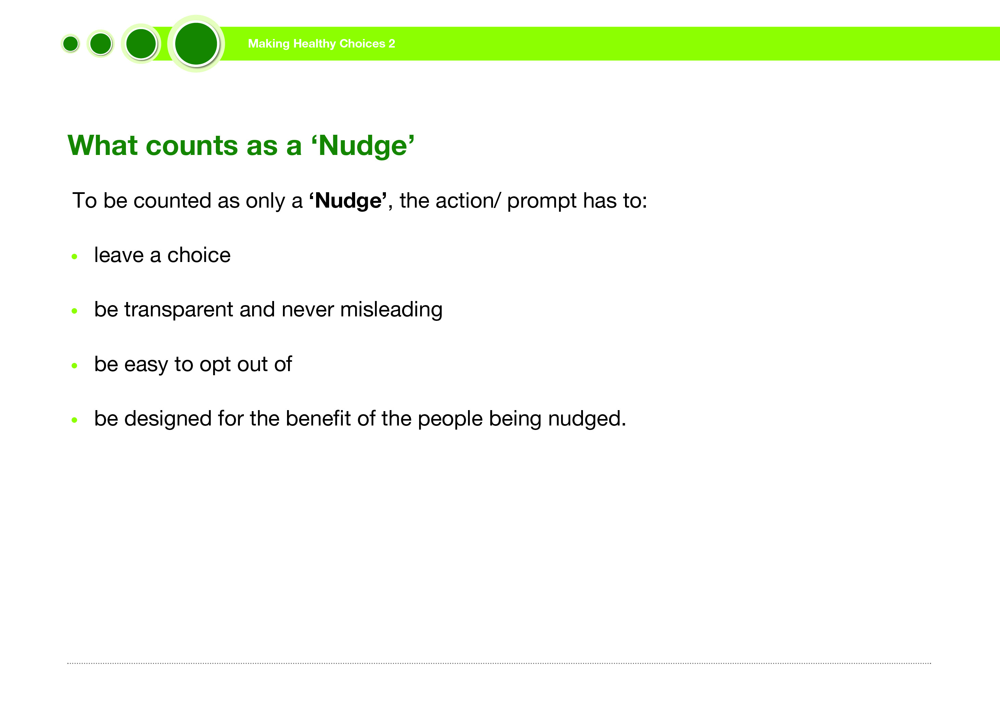 Making Healthy Choices 2
What counts as a ‘Nudge’
To be counted as only a ‘Nudge’, the action/ prompt has to:
• leave a choice
• be transparent and never misleading
• be easy to opt out of
• be designed for the benefit of the people being nudged.